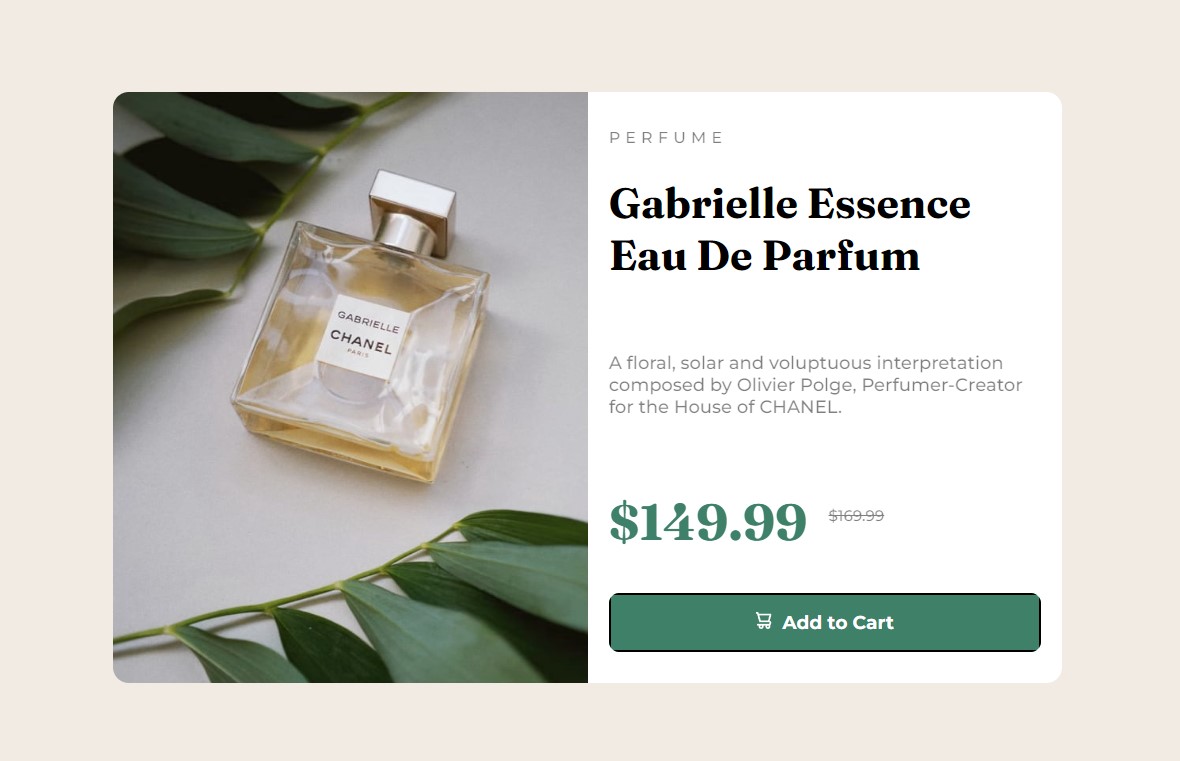 GABRIELLE
CHANEL
PARIS
PERFUME
Gabrielle Essence
Eau De Parfum
A floral, solar and voluptuous interpretation
composed by Olivier Polge, Perfumer-Creator
for the House of CHANEL.
$149.99 $169.99
Add to Cart